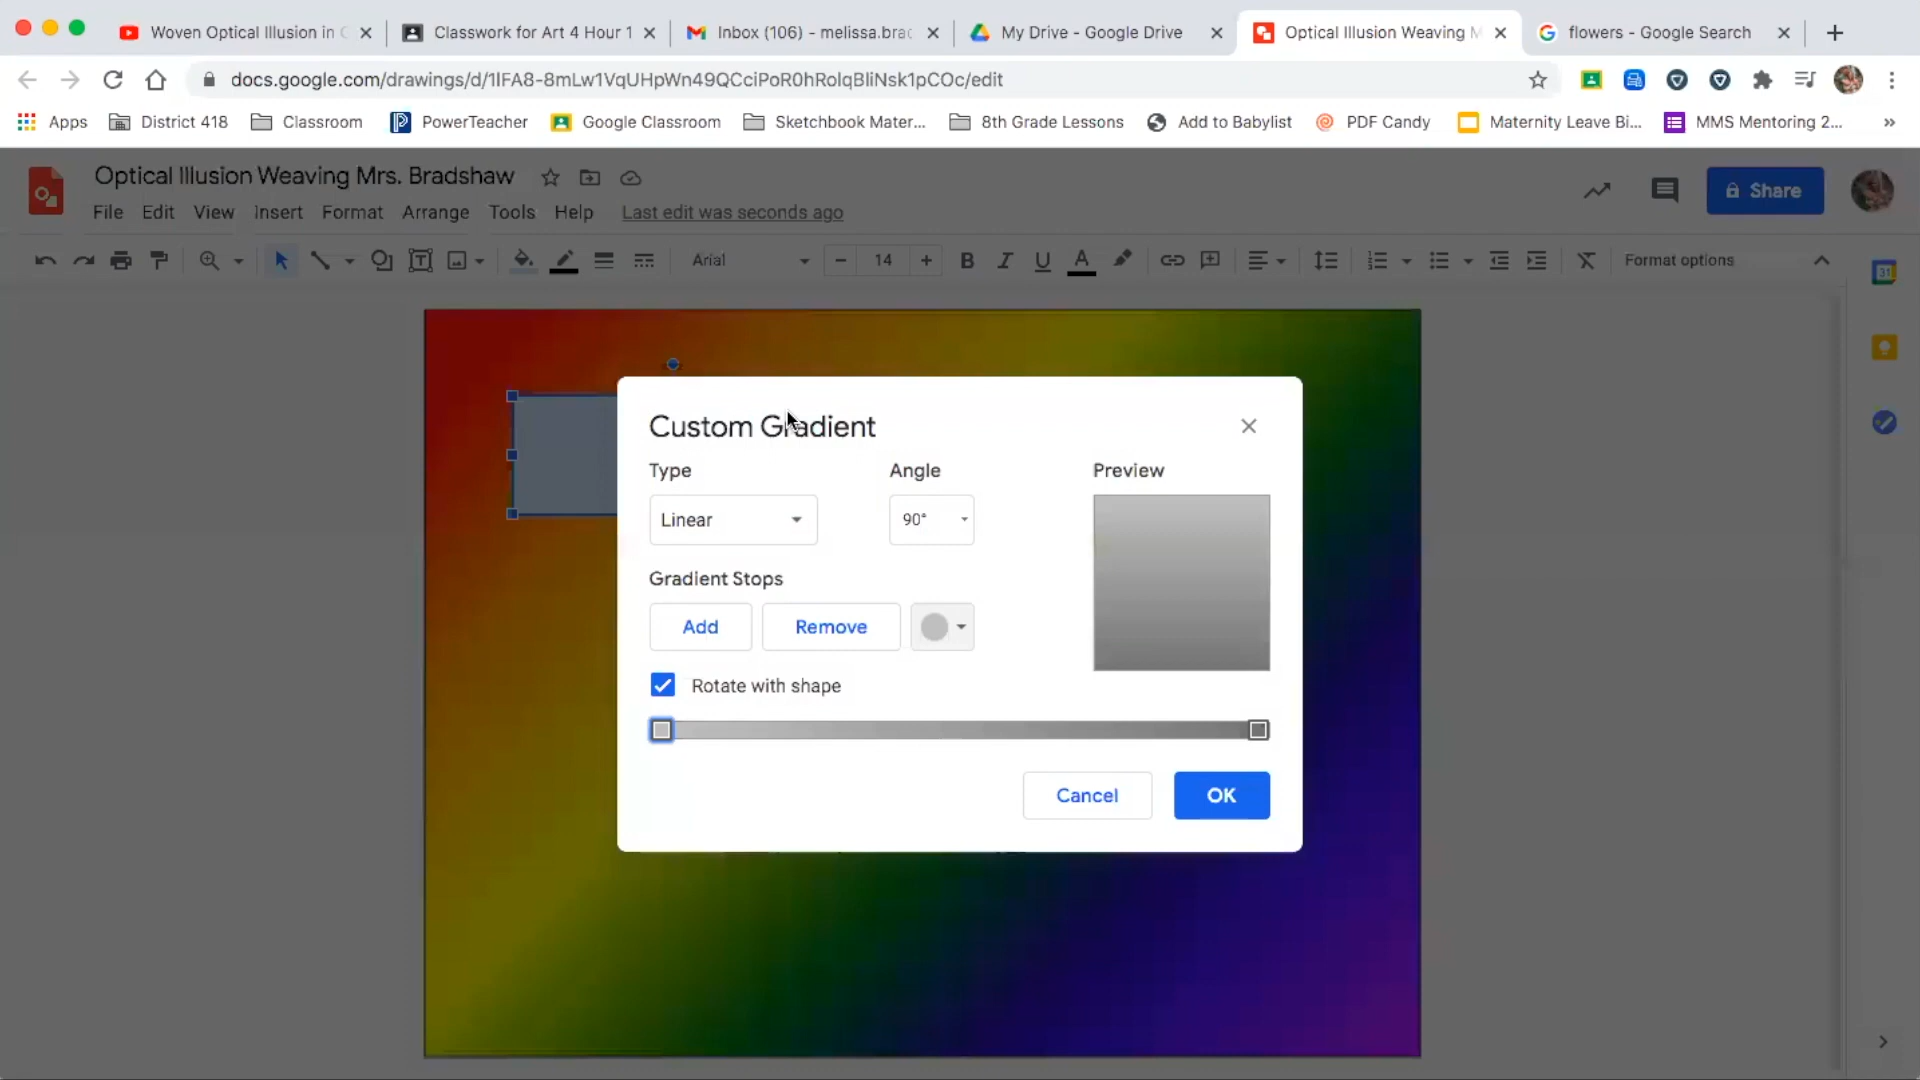 Woven Optical Illusion in
Classwork for Art 4 Hour 1
Inbox (106) - melissa.brac
My Drive - Google Drive
Optical Illusion Weaving M
flowers - Google Search
docs.google.com/drawings/d/1lFA8-8mLw1VqUHpWn49QCciPoR0hRolqBliNsk1pCOc/edit
Apps
District 418
Classroom
PowerTeacher
Google Classroom
Sketchbook Mater...
8th Grade Lessons
Add to Babylist
PDF Candy
Maternity Leave Bi...
MMS Mentoring 2...
Optical Illusion Weaving Mrs. Bradshaw
Share
File Edit View Insert Format Arrange Tools Help Last edit was seconds ago
Arial
14
B I U A
Format options
31
Custom Gradient
Type
Angle
Preview
Linear
90°
Gradient Stops
Add
Remove
Rotate with shape
Cancel
OK